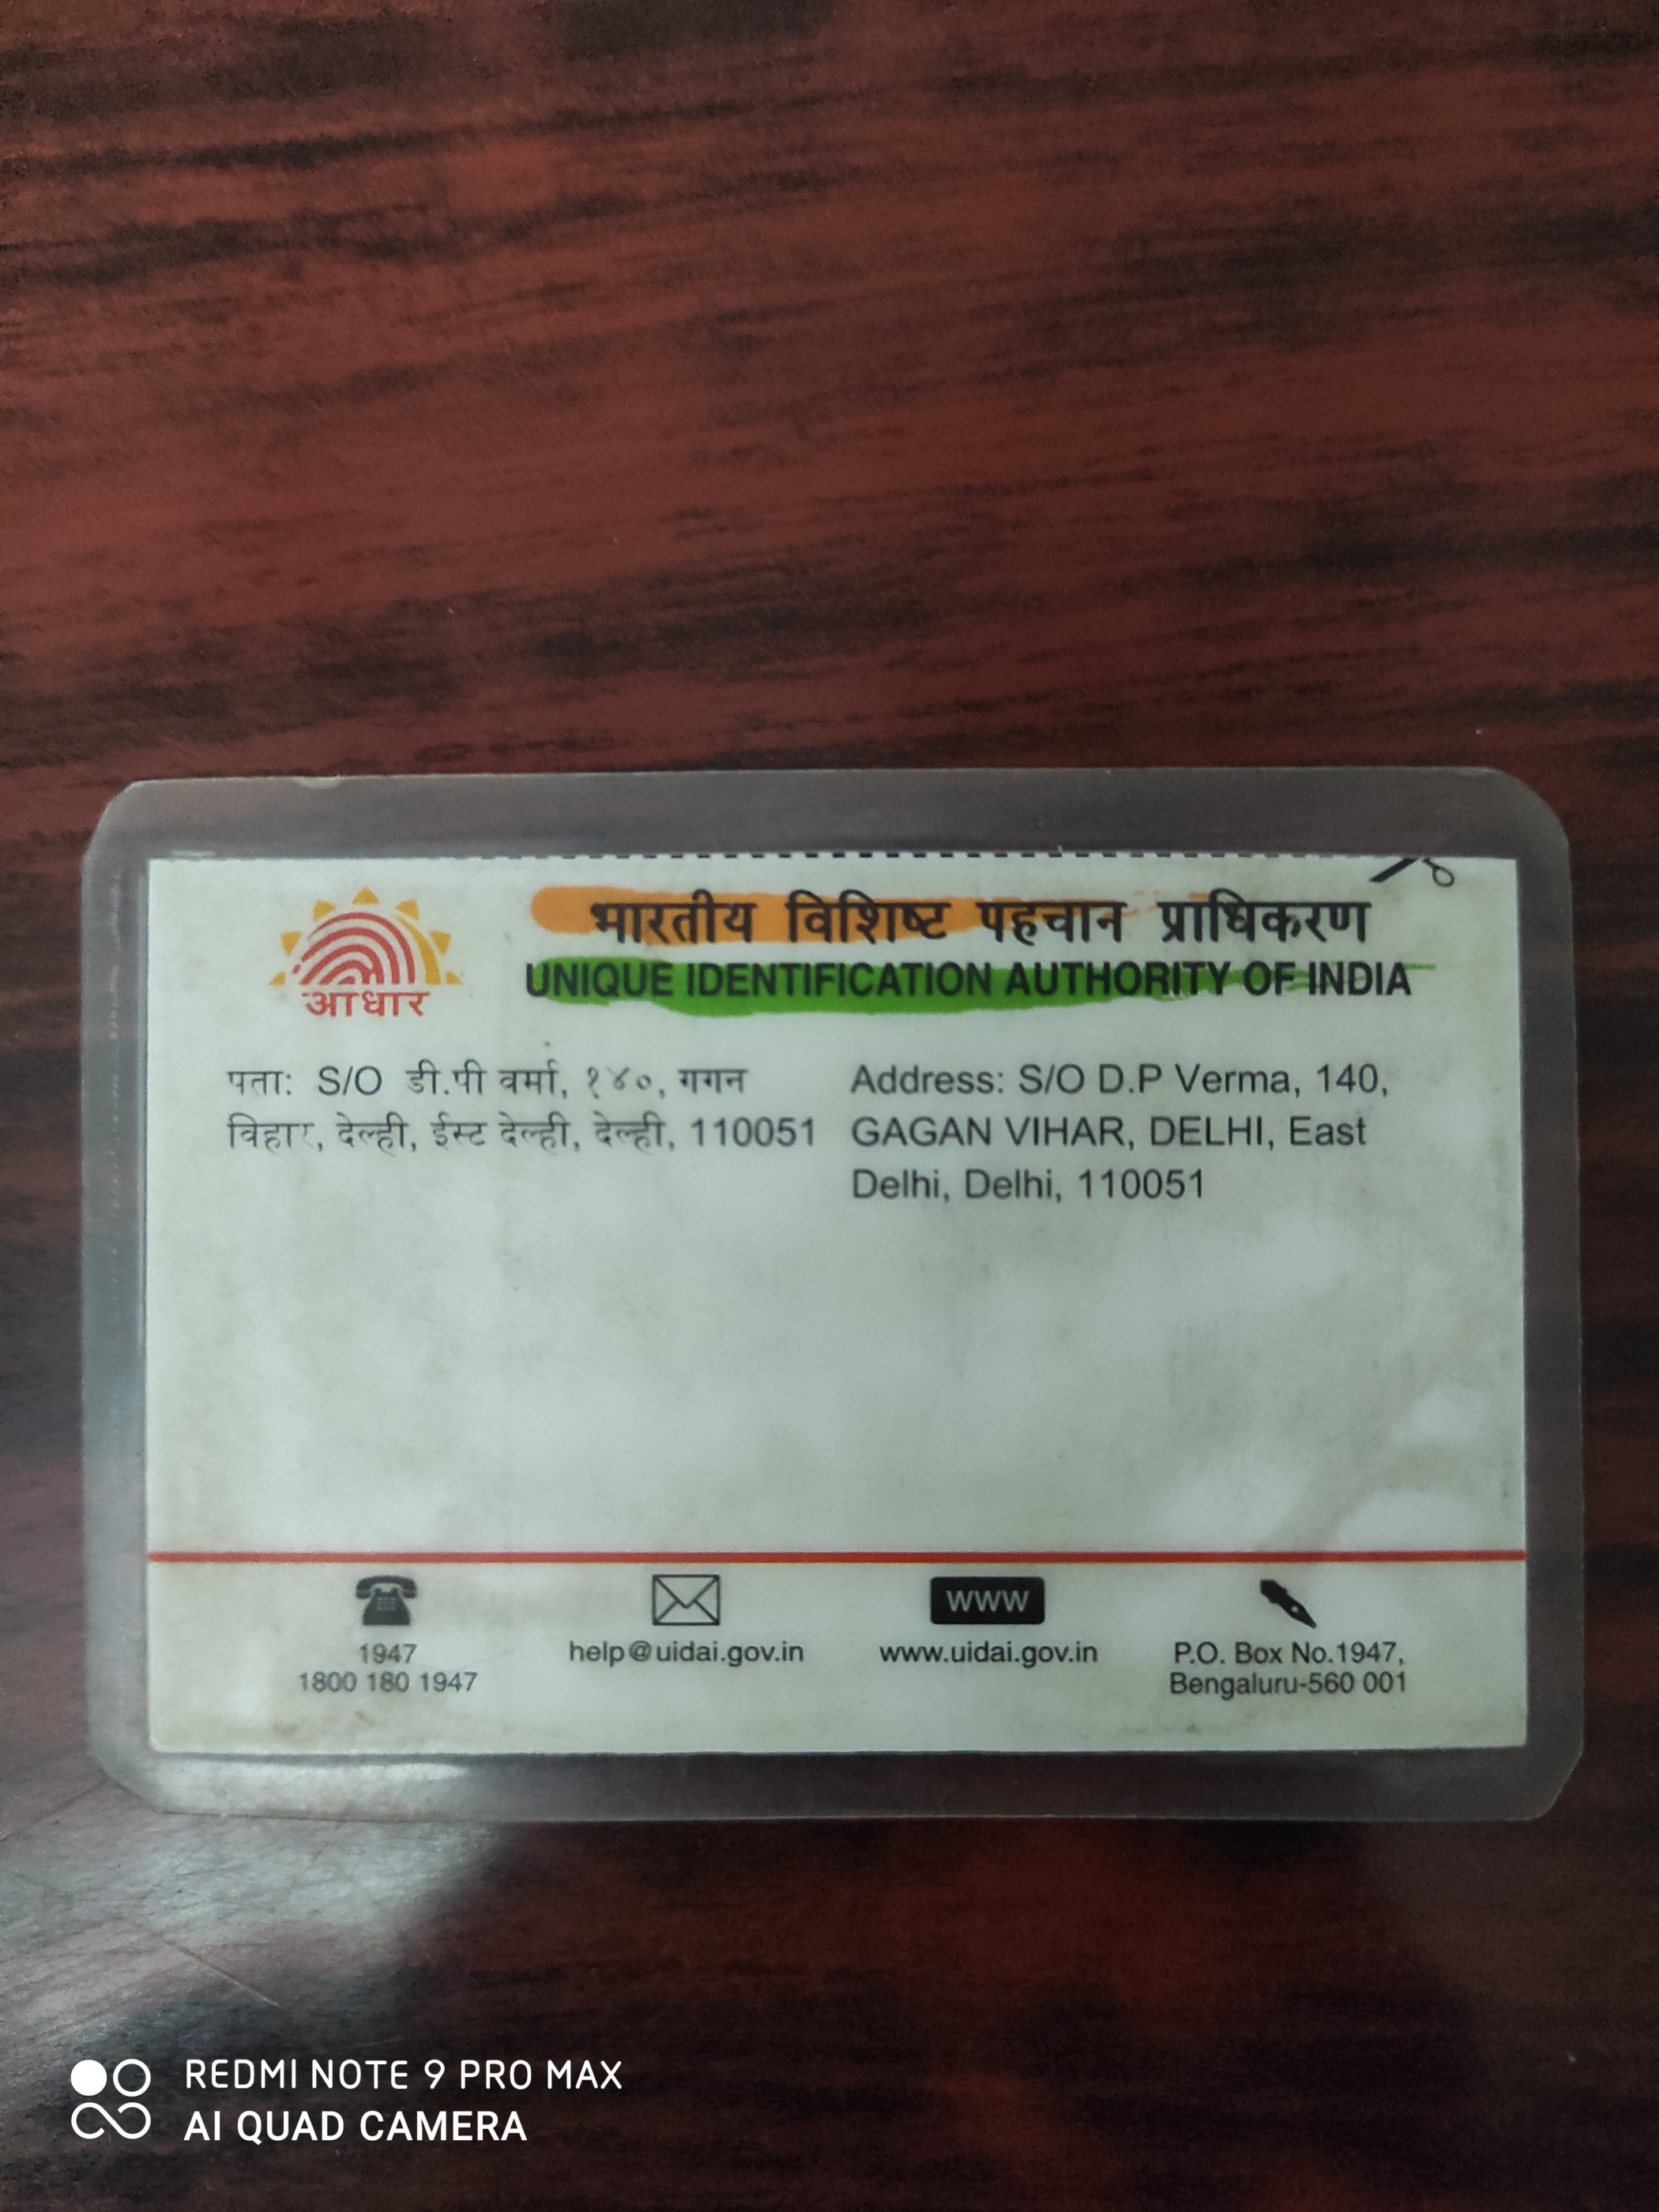 आधार
भारतीय विशिष्ट पहचान प्राधिकरण
UNIQUE IDENTIFICATION AUTHORITY OF INDIA
पता: S/O डी.पी वर्मा, १४०, गगन
विहार, देल्ही, ईस्ट देल्ही, देल्ही, 110051
Address: S/O D.P Verma, 140,
GAGAN VIHAR, DELHI, East
Delhi, Delhi, 110051
1947
1800 180 1947
help@uidai.gov.in
WWW
www.uidai.gov.in
P.O. Box No.1947,
Bengaluru-560 001
REDMI NOTE 9 PRO MAX
AI QUAD CAMERA